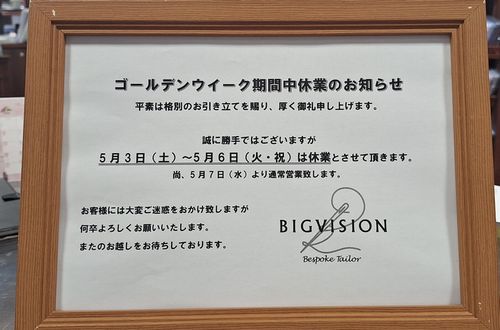 ゴールデンウイーク期間中休業のお知らせ
平素は格別のお引き立てを賜り、厚く御礼申し上げます。
誠に勝手ではございますが
５月３日（土）～５月６日（火・祝）は休業とさせて頂きます。
尚、５月７日（水）より通常営業致します。
お客様には大変ご迷惑をおかけ致しますが
何卒よろしくお願いいたします。
またのお越しをお待ちしております。
BIGVISION
Bespoke Tailor